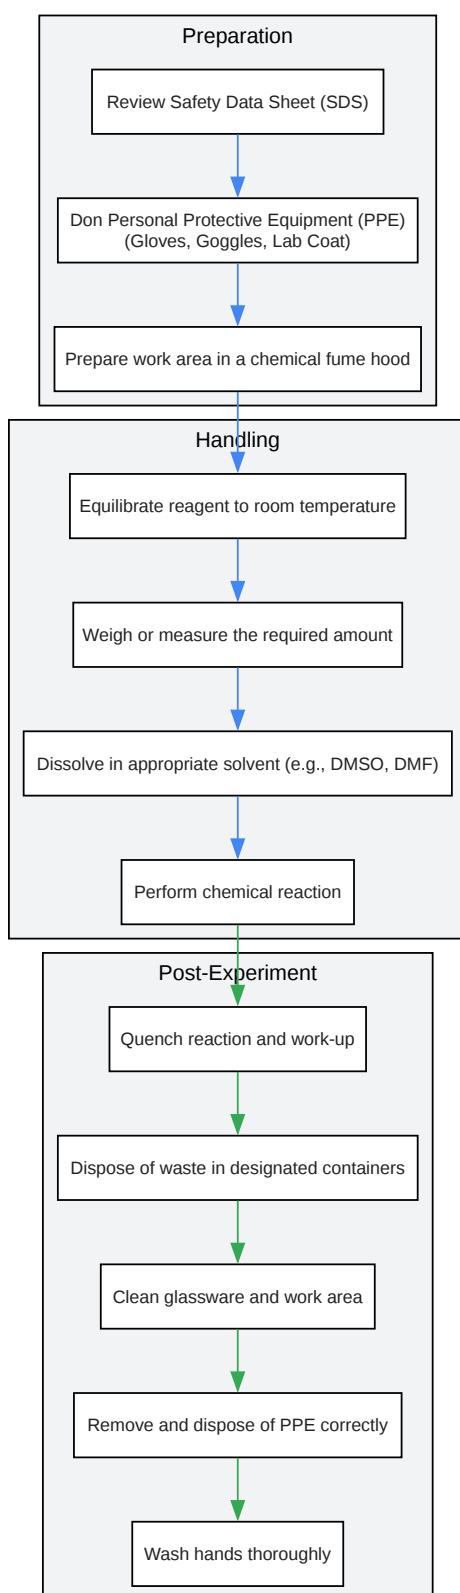 Preparation
Review Safety Data Sheet (SDS)
Don Personal Protective Equipment (PPE)
(Gloves, Goggles, Lab Coat)
Prepare work area in a chemical fume hood
Handling
Equilibrate reagent to room temperature
Weigh or measure the required amount
Dissolve in appropriate solvent (e.g., DMSO, DMF)
Perform chemical reaction
Post-Experiment
Quench reaction and work-up
Dispose of waste in designated containers
Clean glassware and work area
Remove and dispose of PPE correctly
Wash hands thoroughly